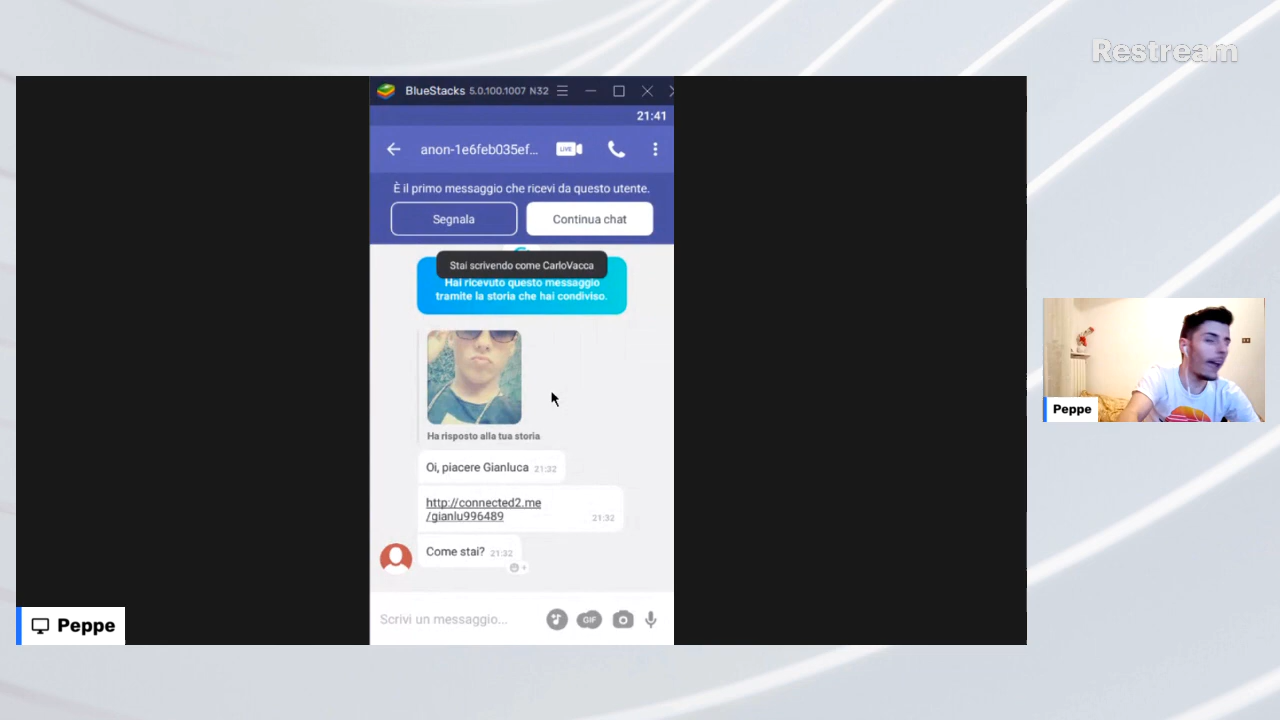 Restream
BlueStacks 5.0.100.1007 N32
21:41
anon-1e6feb035ef...
LIVE
È il primo messaggio che ricevi da questo utente.
Segnala
Continua chat
Stai scrivendo come CarloVacca
Hai ricevuto questo messaggio
tramite la storia che hai condiviso.
Ha risposto alla tua storia
Oi, piacere Gianluca 21:32
http://connected2.me
/gianlu996489 21:32
Come stai? 21:32
Scrivi un messaggio...
GIF
Peppe
Peppe